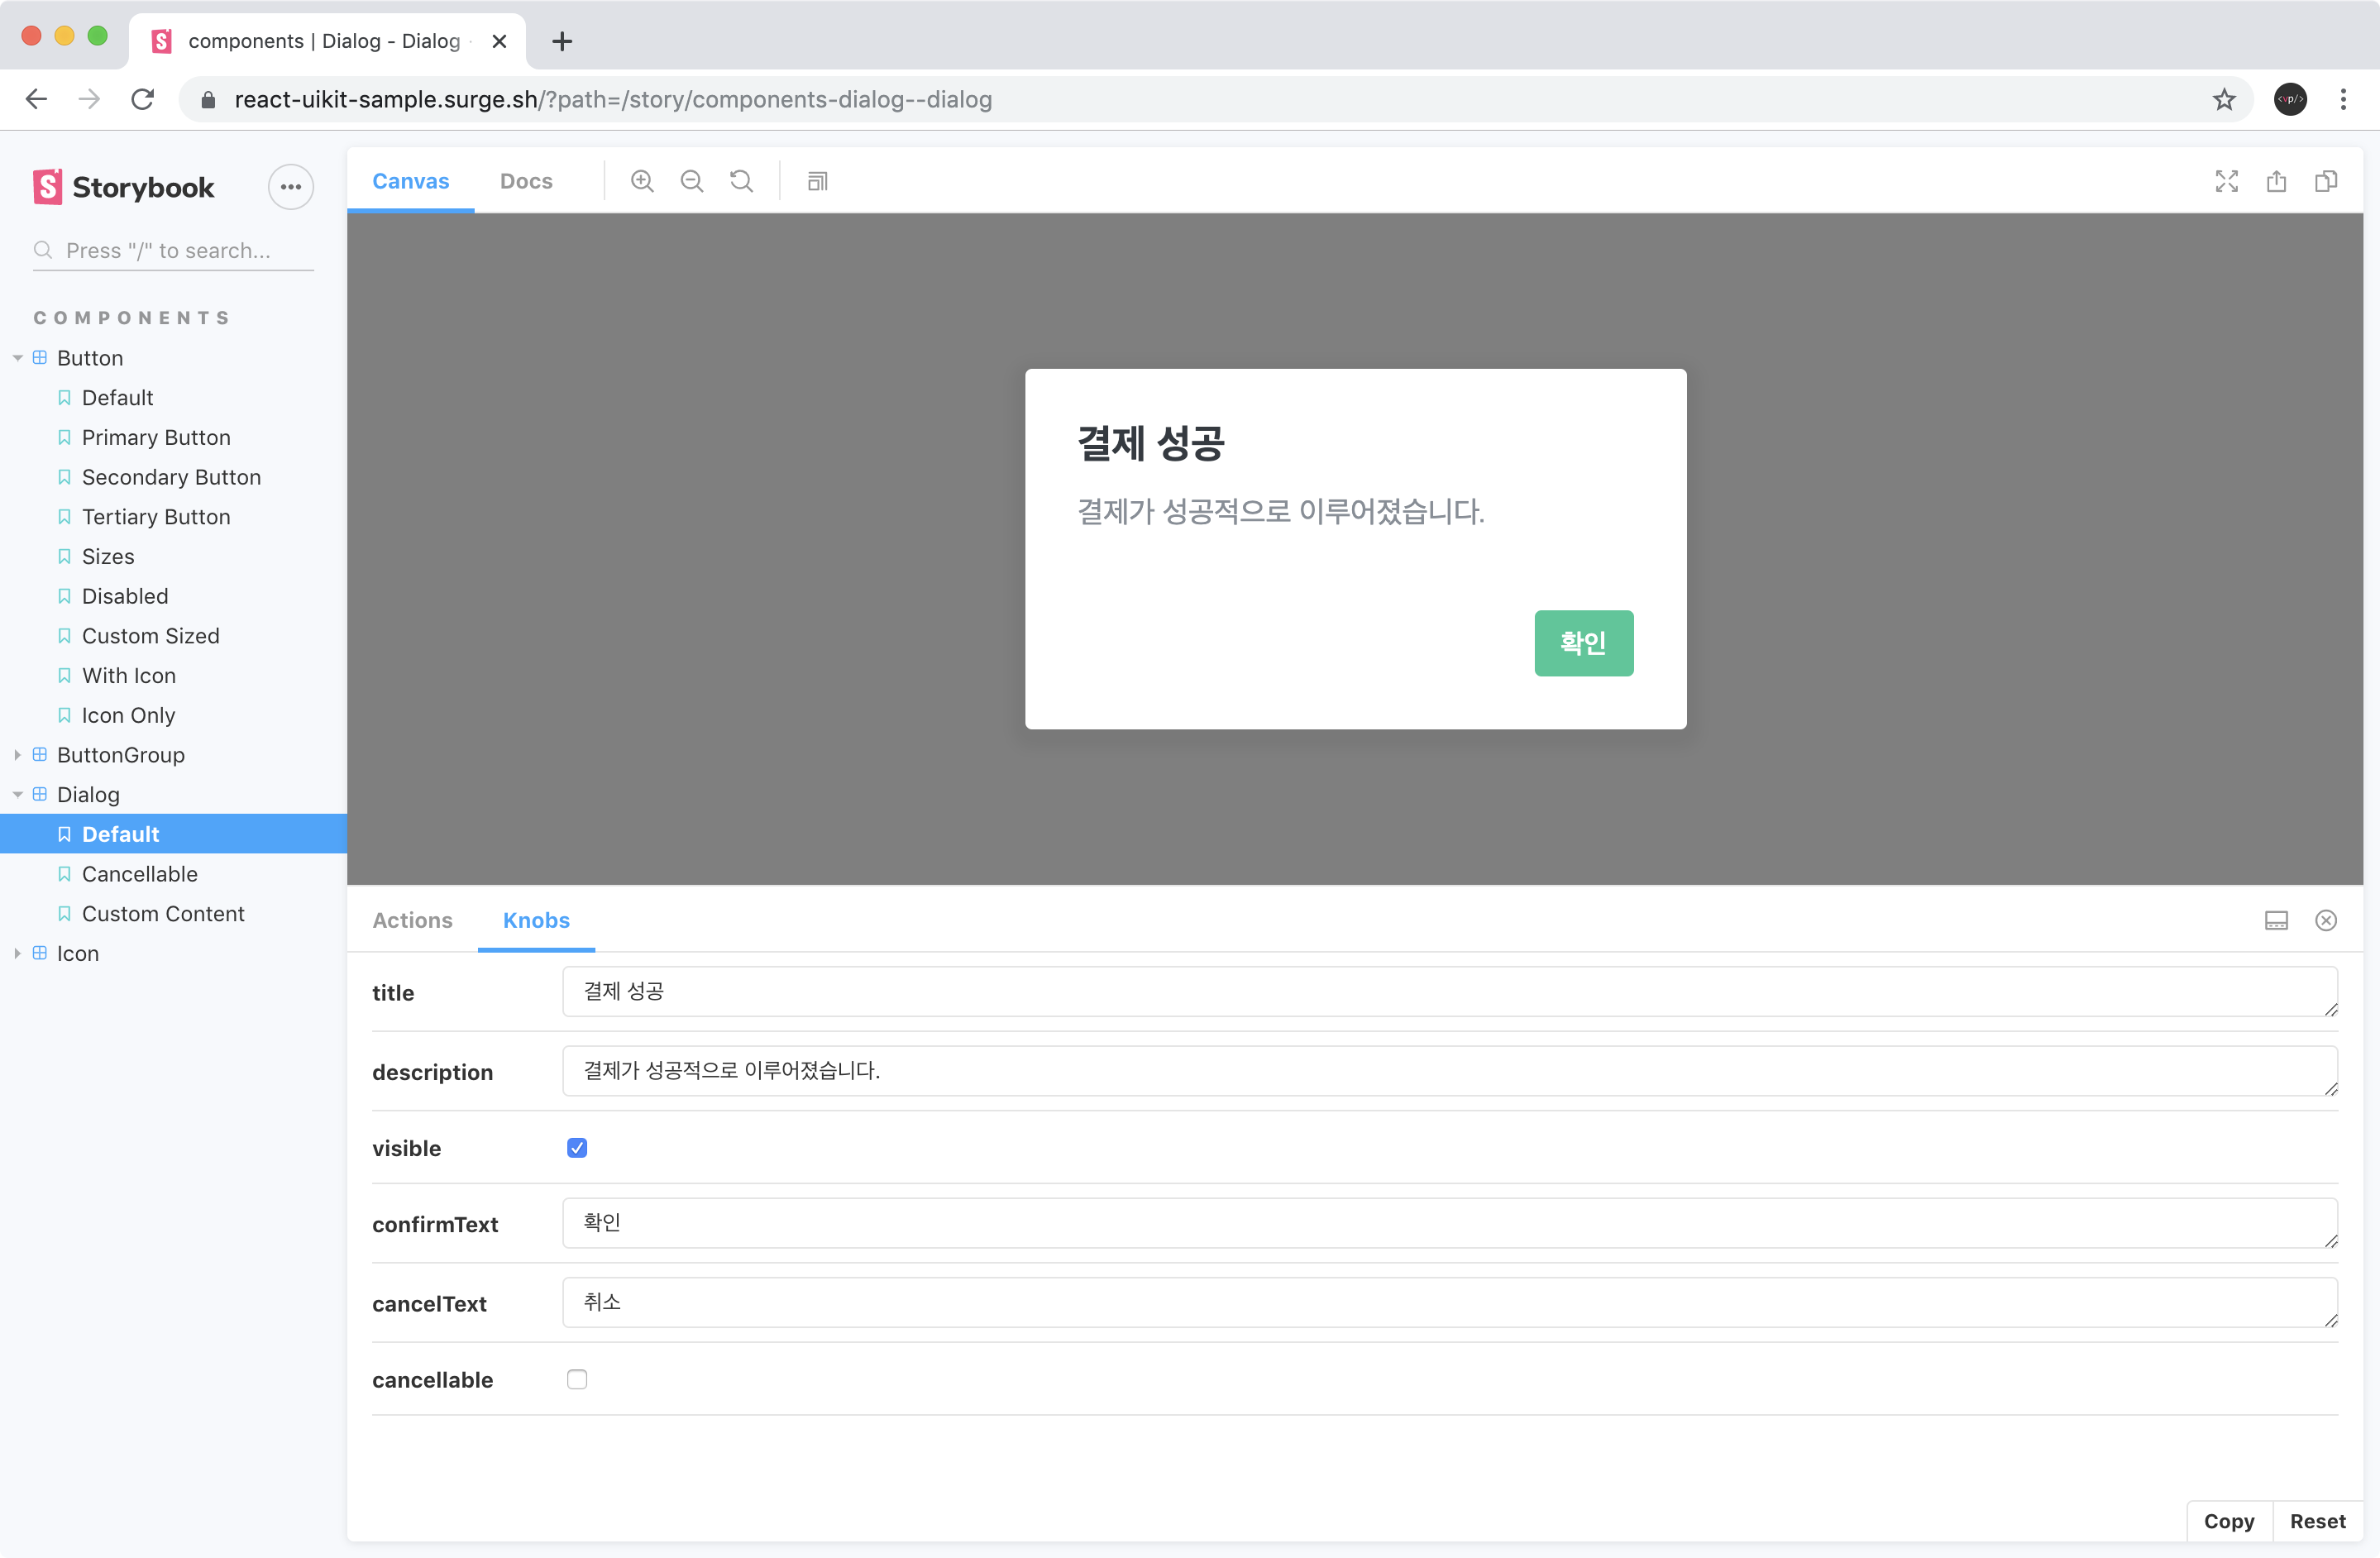 components | Dialog - Dialog
react-uikit-sample.surge.sh/?path=/story/components-dialog--dialog
<vp/>
Storybook
Press "/" to search...
COMPONENTS
Button
Default
Primary Button
Secondary Button
Tertiary Button
Sizes
Disabled
Custom Sized
With Icon
Icon Only
ButtonGroup
Dialog
Default
Cancellable
Custom Content
Icon
Canvas Docs
결제 성공
결제가 성공적으로 이루어졌습니다.
확인
Actions Knobs
title 결제 성공
description 결제가 성공적으로 이루어졌습니다.
visible
confirmText 확인
cancelText 취소
cancellable
Copy Reset